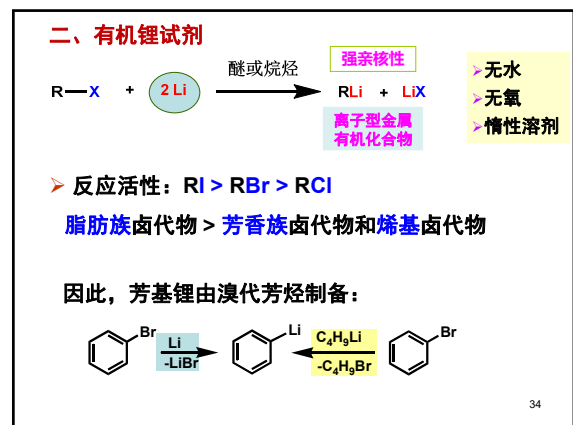 二、有机锂试剂
强亲核性
R—X + 2 Li 醚或烷烃 RLi + LiX
离子型金属
有机化合物
➢无水
➢无氧
➢惰性溶剂
➢ 反应活性：RI > RBr > RCl
脂肪族卤代物 > 芳香族卤代物和烯基卤代物
因此，芳基锂由溴代芳烃制备：
Br Li Li C₄H₉Li Br
-LiBr -C₄H₉Br
34